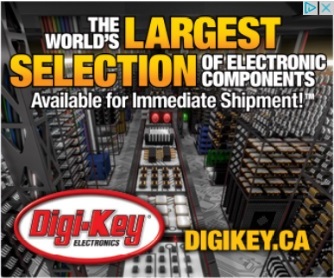 THE
WORLD'S LARGEST
SELECTION OF ELECTRONIC
COMPONENTS
Available for Immediate Shipment!™
Digi-Key®
ELECTRONICS
DIGIKEY.CA